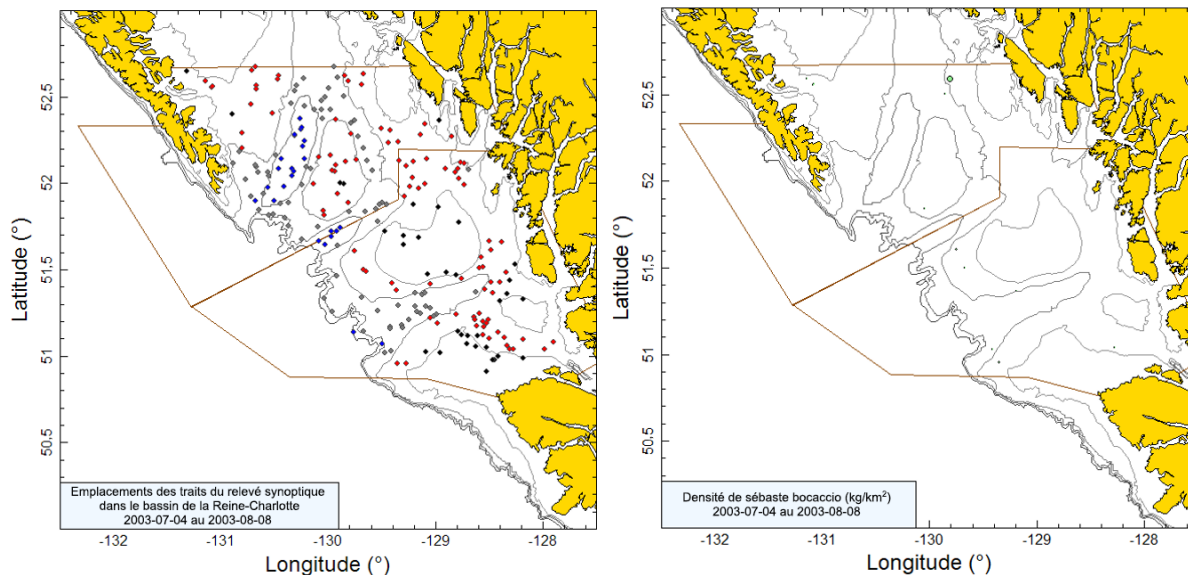 52.5
52
51.5
51
50.5
Latitude (°)
-132
-131
-130
-129
-128
Longitude (°)
Emplacements des traits du relevé synoptique
dans le bassin de la Reine-Charlotte
2003-07-04 au 2003-08-08
52.5
52
51.5
51
50.5
Latitude (°)
-132
-131
-130
-129
-128
Longitude (°)
Densité de sébaste bocaccio (kg/km²)
2003-07-04 au 2003-08-08